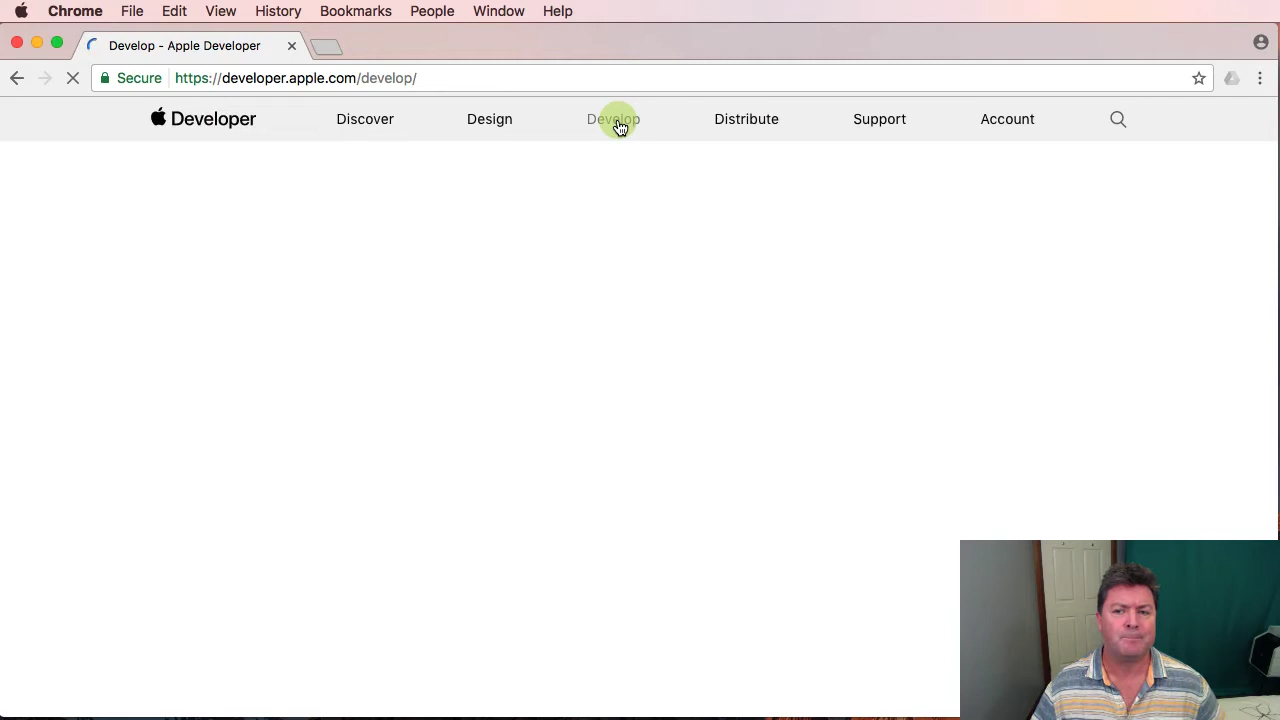 Chrome File Edit View History Bookmarks People Window Help
Develop - Apple Developer
Secure https://developer.apple.com/develop/
Developer Discover Design Develop Distribute Support Account